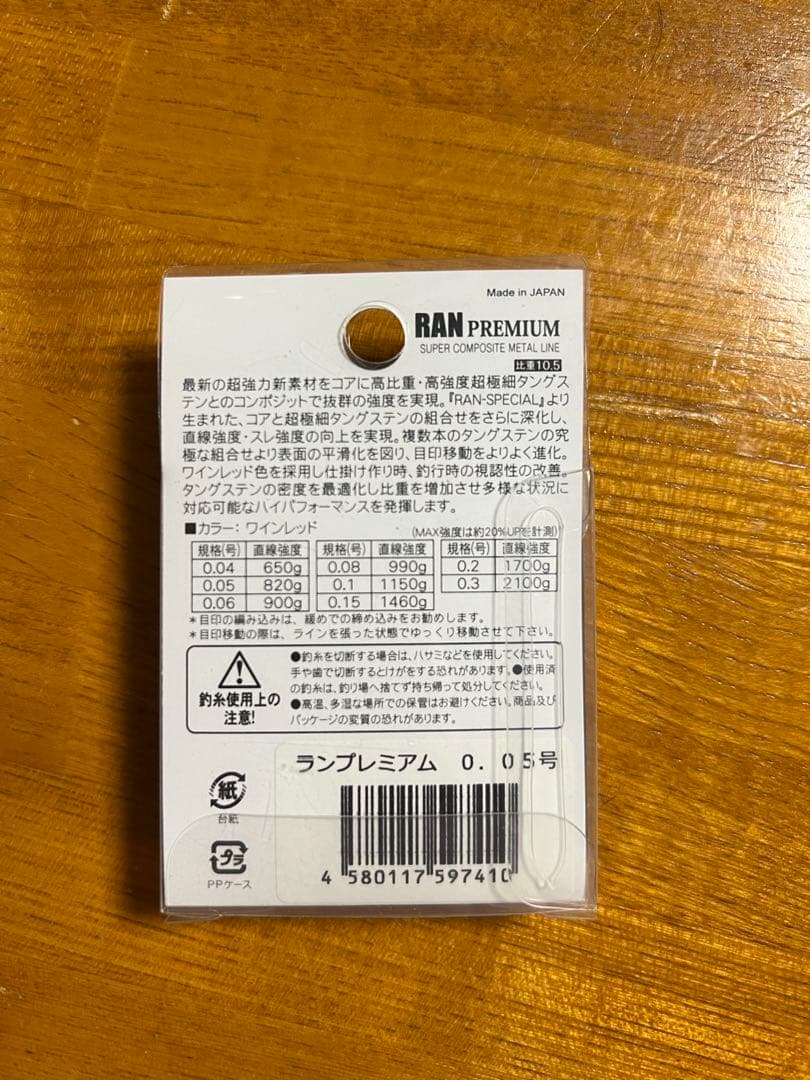 Made in JAPAN
RAN PREMIUM
SUPER COMPOSITE METAL LINE
比重10.5
最新の超強力新素材をコアに高比重・高強度超極細タングス
テンとのコンポジットで抜群の強度を実現。『RAN-SPECIAL』より
生まれた、コアと超極細タングステンの組合せをさらに深化し、
直線強度・スレ強度の向上を実現。複数本のタングステンの究
極な組合せより表面の平滑化を図り、目印移動をよりよく進化。
ワインレッド色を採用し仕掛け作り時、釣行時の視認性の改善。
タングステンの密度を最適化し比重を増加させ多様な状況に
対応可能なハイパフォーマンスを発揮します。
■カラー：ワインレッド (MAX強度は約20%UPを計測)
規格(号) 直線強度 規格(号) 直線強度 規格(号) 直線強度
0.04 650g 0.08 990g 0.2 1700g
0.05 820g 0.1 1150g 0.3 2100g
0.06 900g 0.15 1460g
＊目印の編み込みは、緩めでの締め込みをお勧めします。
＊目印移動の際は、ラインを張った状態でゆっくり移動させて下さい。
釣糸使用上の
注意!
●釣糸を切断する場合は、ハサミなどを使用してください。
手や歯で切断するとけがをする恐れがあります。●使用済
の釣糸は、釣り場へ捨てず持ち帰って処分してください。
●高温、多湿な場所での保管はお避けください。商品及び
パッケージの変質の恐れがあります。
ランプレミアム 0.05号
紙
台紙
プラ
PPケース
4 580117 597410